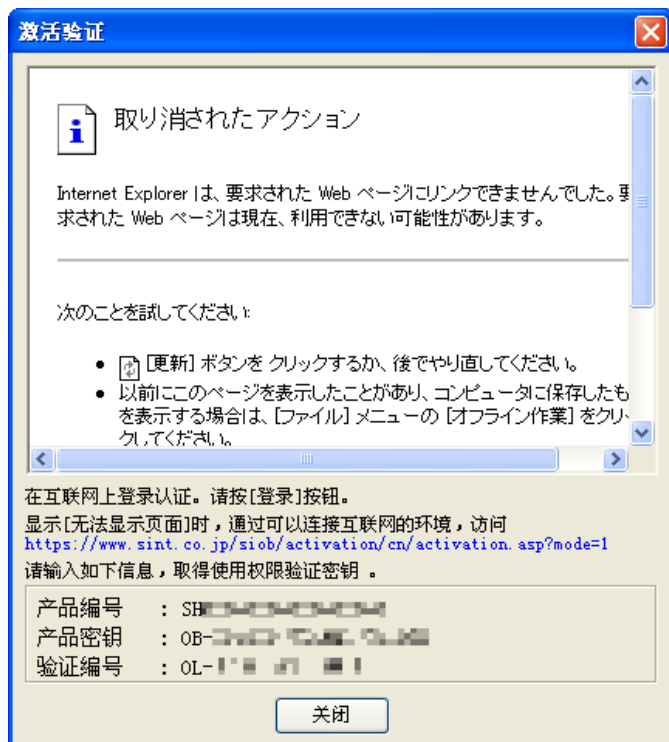 激活验证
取り消されたアクション
Internet Explorer は、要求された Web ページにリンクできませんでした。要
求された Web ページは現在、利用できない可能性があります。
次のことを試してください:
[更新] ボタンを クリックするか、後でやり直してください。
以前にこのページを表示したことがあり、コンピュータに保存したも
を表示する場合は、[ファイル] メニューの [オフライン作業] をクリッ
クしてください。
在互联网上登录认证。请按[登录]按钮。
显示[无法显示页面]时，通过可以连接互联网的环境，访问
https://www.sint.co.jp/siob/activation/cn/activation.asp?mode=1
请输入如下信息，取得使用权限验证密钥 。
产品编号 : SH
产品密钥 : OB-
验证编号 : OL-
关闭